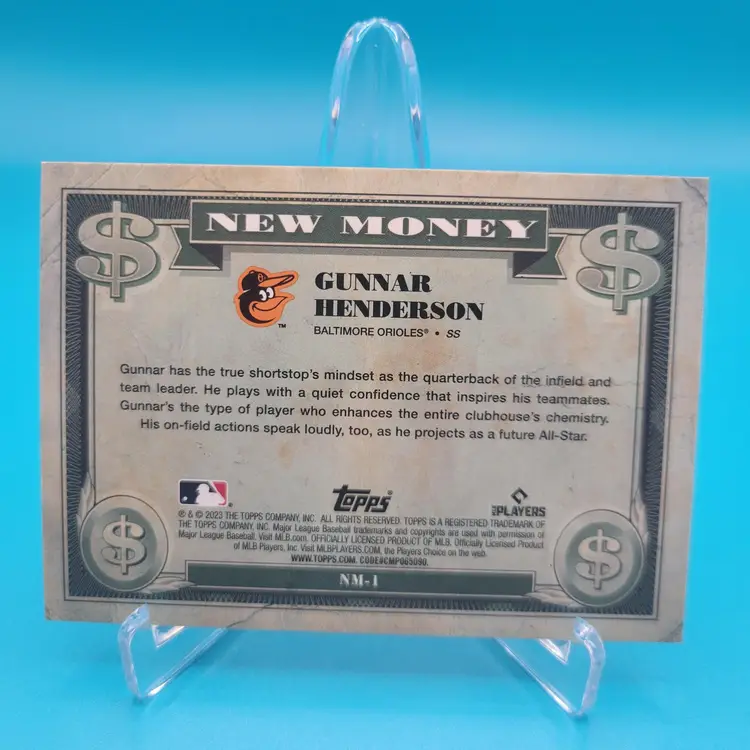 NEW MONEY
GUNNAR
HENDERSON
™
BALTIMORE ORIOLES® • SS
Gunnar has the true shortstop's mindset as the quarterback of the infield and
team leader. He plays with a quiet confidence that inspires his teammates.
Gunnar's the type of player who enhances the entire clubhouse's chemistry.
His on-field actions speak loudly, too, as he projects as a future All-Star.
Topps
PLAYERS
® & © 2023 THE TOPPS COMPANY, INC. ALL RIGHTS RESERVED. TOPPS IS A REGISTERED TRADEMARK OF
THE TOPPS COMPANY, INC. Major League Baseball trademarks and copyrights are used with permission of
Major League Baseball. Visit MLB.com. OFFICIALLY LICENSED PRODUCT OF MLB. Officially Licensed Product
of MLB Players, Inc. Visit MLBPLAYERS.COM, the Players Choice on the web.
WWW.TOPPS.COM. CODE#CMP065090.
NM-1